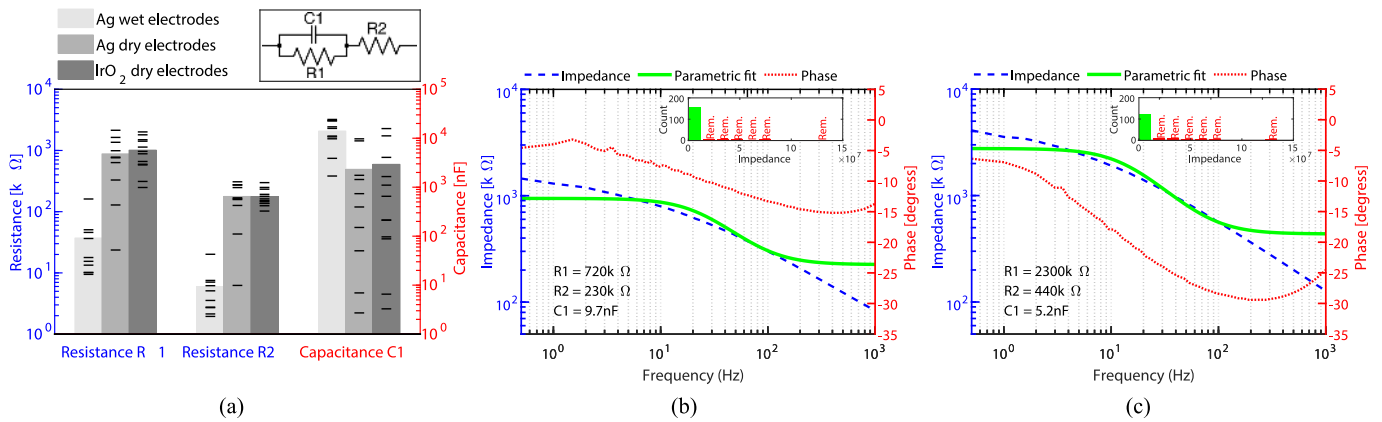 Ag wet electrodes
Ag dry electrodes
IrO2 dry electrodes
C1
R2
R1
10^4
10^3
10^2
10^1
10^0
Resistance [k Ω]
10^5
10^4
10^3
10^2
10^1
10^0
Capacitance [nF]
Resistance R 1
Resistance R2
Capacitance C1
(a)
Impedance
Parametric fit
Phase
10^4
10^3
10^2
Impedance [k Ω]
200
100
0
Count
Rem. Rem. Rem. Rem. Rem. Rem.
0 5 10 15
Impedance ×10^7
5
0
-5
-10
-15
-20
-25
-30
-35
Phase [degress]
R1 = 720k Ω
R2 = 230k Ω
C1 = 9.7nF
10^0 10^1 10^2 10^3
Frequency (Hz)
(b)
Impedance
Parametric fit
Phase
10^4
10^3
10^2
Impedance [k Ω]
200
100
0
Count
Rem. Rem. Rem. Rem. Rem. Rem.
0 5 10 15
Impedance ×10^7
5
0
-5
-10
-15
-20
-25
-30
-35
Phase [degress]
R1 = 2300k Ω
R2 = 440k Ω
C1 = 5.2nF
10^0 10^1 10^2 10^3
Frequency (Hz)
(c)